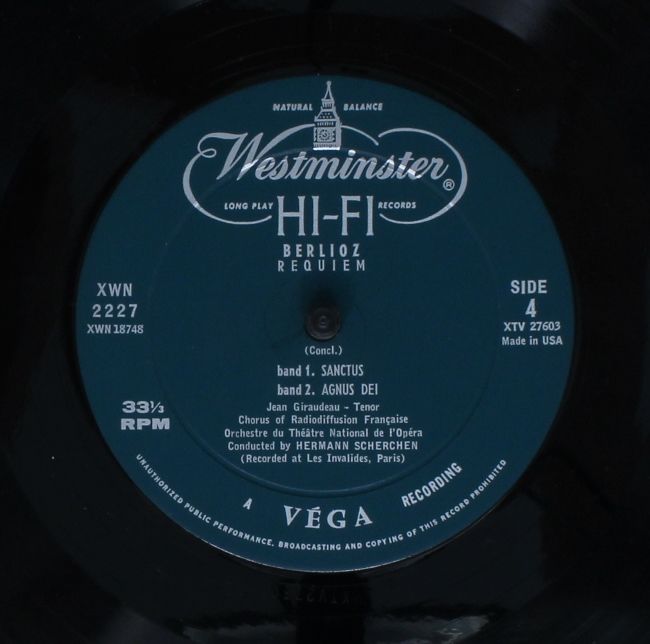 NATURAL BALANCE
Westminster®
LONG PLAY RECORDS
HI-FI
BERLIOZ
REQUIEM
XWN
2227
XWN 18748
SIDE
4
XTV 27603
Made in USA
(Concl.)
band 1. SANCTUS
band 2. AGNUS DEI
33⅓
RPM
Jean Giraudeau - Tenor
Chorus of Radiodiffusion Française
Orchestre du Théâtre National de l'Opéra
Conducted by HERMANN SCHERCHEN
(Recorded at Les Invalides, Paris)
A VÉGA RECORDING
UNAUTHORIZED PUBLIC PERFORMANCE, BROADCASTING AND COPYING OF THIS RECORD PROHIBITED